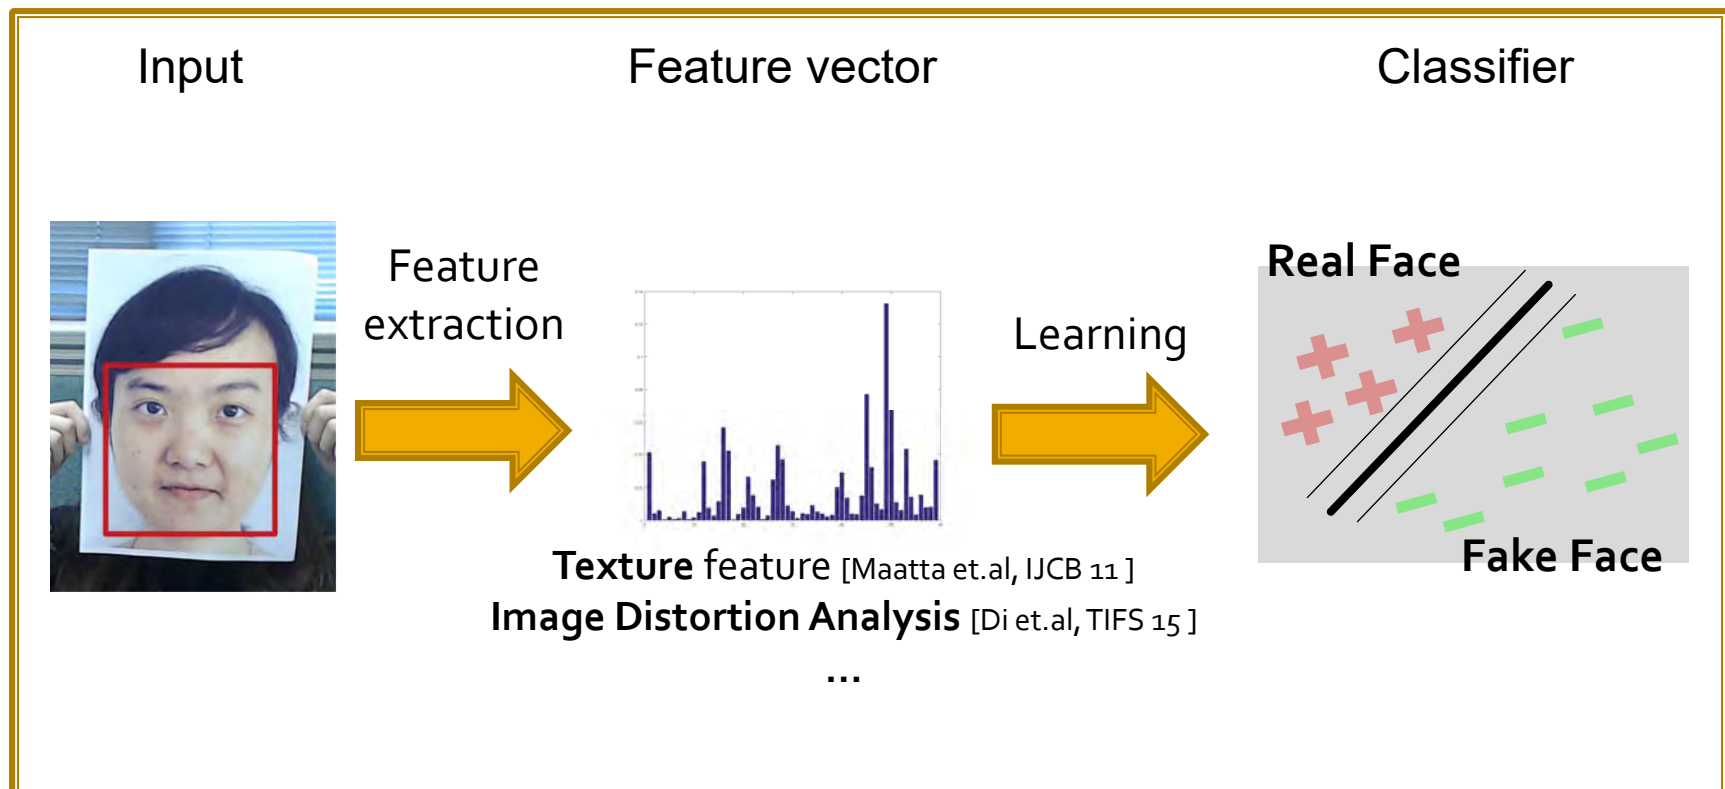 Input
Feature vector
Classifier
Feature
extraction
Learning
Real Face
Fake Face
Texture feature [Maatta et.al, IJCB 11 ]
Image Distortion Analysis [Di et.al, TIFS 15 ]
...